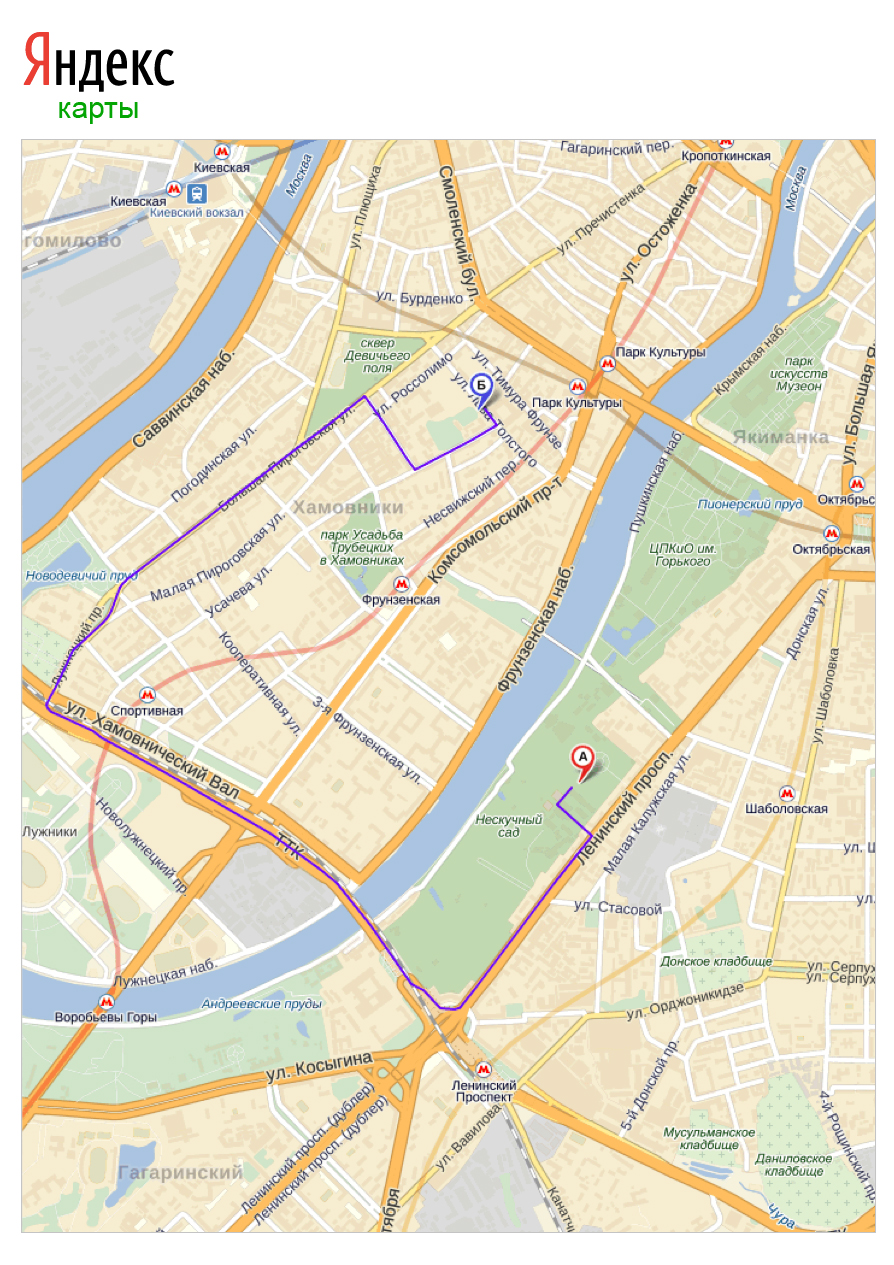 Яндекс
карты
Киевская
Киевская
Киевский вокзал
гомилово
Москва
ул. Плющиха
Смоленский бул.
Гагаринский пер.
Кропоткинская
Москва
ул. Пречистенка
ул. Остоженка
ул. Бурденко
сквер
Девичьего
поля
Саввинская наб.
ул. Россолимо
ул. Тимура Фрунзе
ул. Льва Толстого
Б
Парк Культуры
Парк Культуры
Крымская наб.
парк
искусств
Музеон
ул. Большая Я
Якиманка
Погодинская ул.
Большая Пироговская ул.
Хамовники
Несвижский пер.
Комсомольский пр-т
Пушкинская наб.
Пионерский пруд
Октябрьс
Октябрьская
парк Усадьба
Трубецких
в Хамовниках
ЦПКиО им.
Горького
Новодевичий пруд
Малая Пироговская ул.
Усачева ул.
Фрунзенская
Фрунзенская наб.
Донская ул.
Лужнецкий пр.
Кооперативная ул.
3-я Фрунзенская ул.
ул. Шаболовка
Спортивная
ул. Хамовнический Вал
А
Ленинский просп.
Малая Калужская ул.
Шаболовская
Нескучный
сад
Лужники
Новолужнецкий пр.
ТТК
ул. Ш
ул. Стасовой
ул.
Донское кладбище
Лужнецкая наб.
ул. Серпух
ул. Серпух
ул. Орджоникидзе
Воробьевы Горы
Андреевские пруды
ул. Косыгина
Ленинский
Проспект
5-й Донской пр.
4-й Рощинский пр.
Ленинский просп. (дублер)
Ленинский просп. (дублер)
ул. Вавилова
Мусульманское
кладбище
Даниловское
кладбище
Гагаринский
тября
Канатчи
Чура